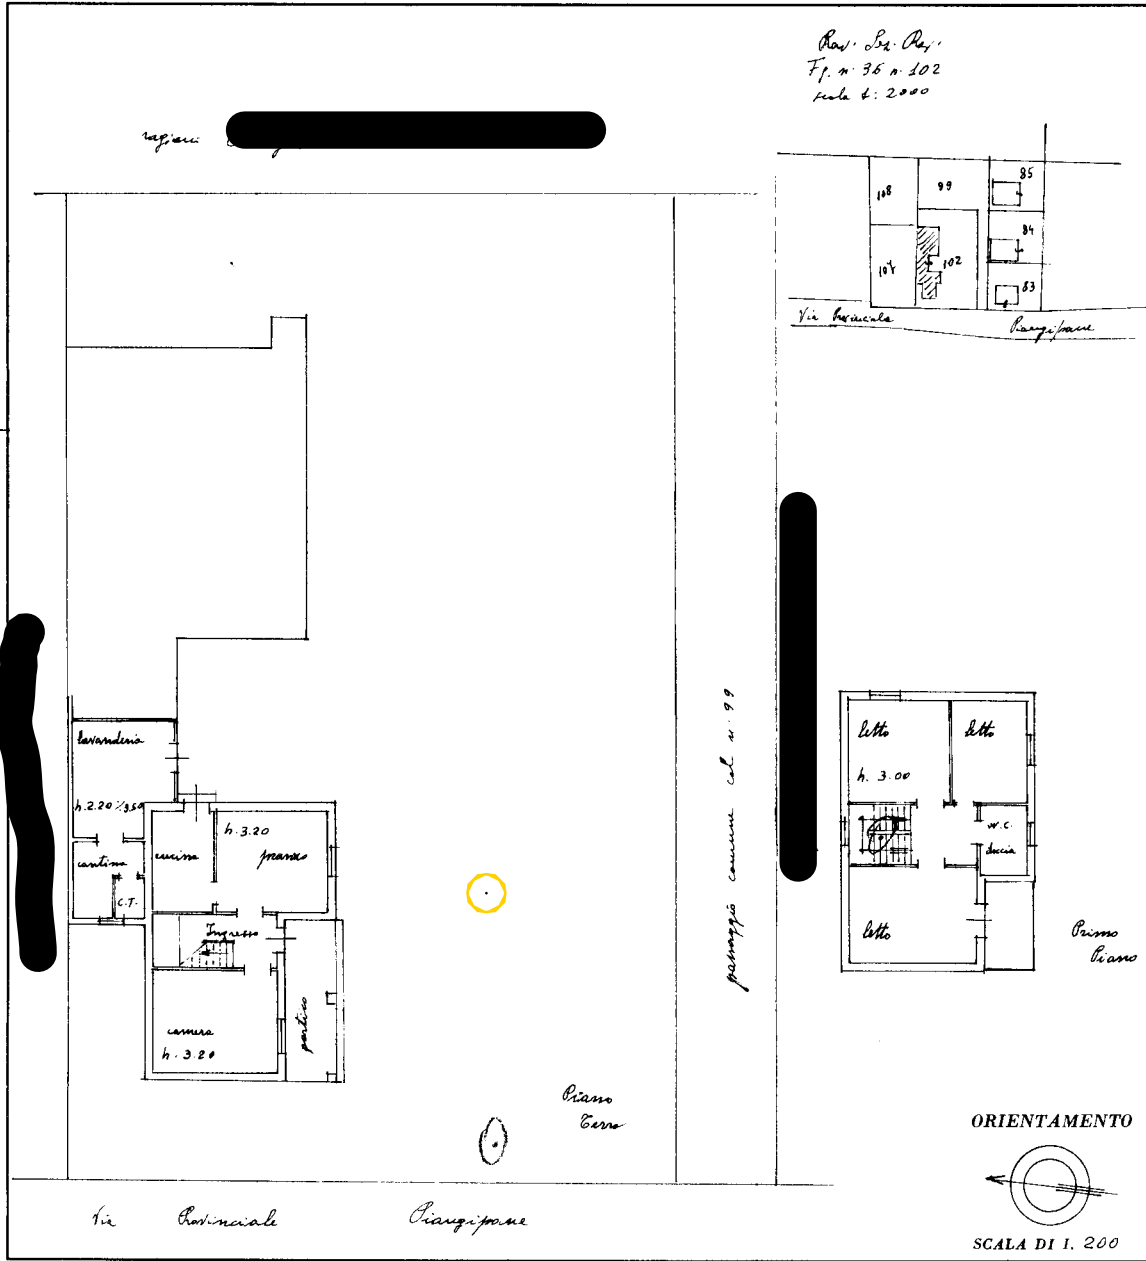 Rav. Sez. Rav.
Fg. n. 36 n. 102
scala 1: 2000
ragioni
108
99
85
107
102
84
83
Via Provinciale
Piangipane
lavanderia
h. 2.20 % 3.50
cantina
C.T.
cucina
h. 3.20
pranzo
Ingresso
camera
h. 3.20
portico
passaggio comune col n. 99
letto
h. 3.00
letto
W.C.
doccia
letto
Primo
Piano
Piano
Terra
Via Provinciale Piangipane
ORIENTAMENTO
SCALA DI 1. 200